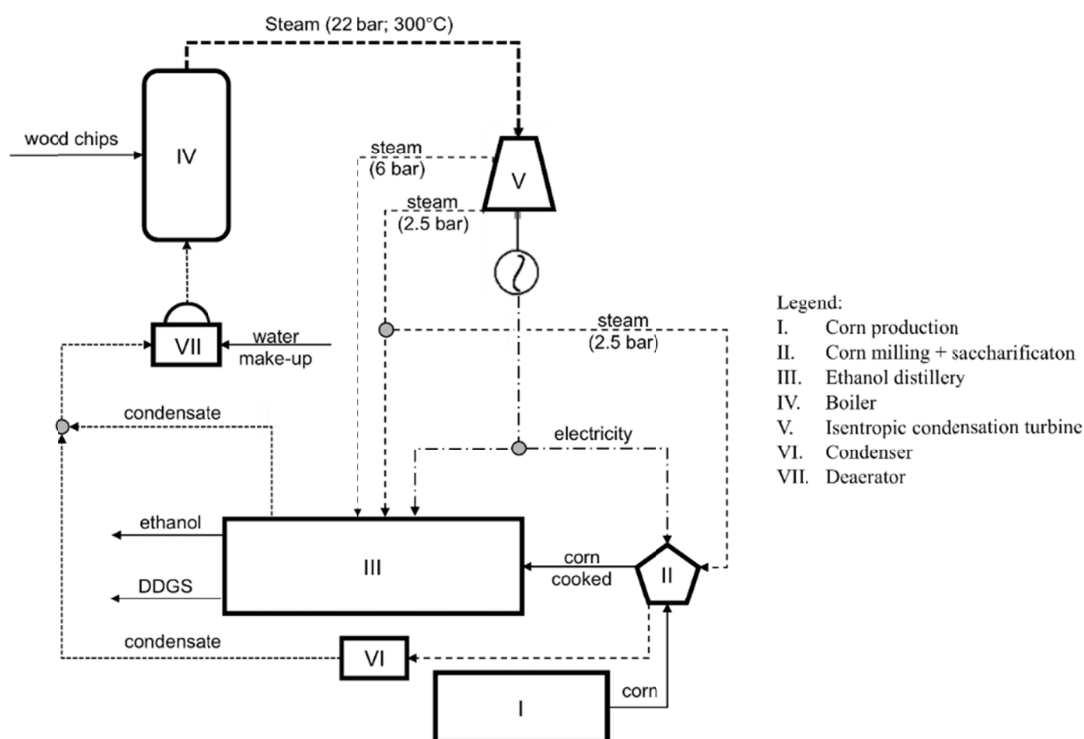 Steam (22 bar; 300°C)
wood chips
IV
steam
(6 bar)
V
steam
(2.5 bar)
VII
water
make-up
steam
(2.5 bar)
condensate
electricity
ethanol
III
corn
cooked
II
DDGS
condensate
VI
I
corn
Legend:
I. Corn production
II. Corn milling + saccharificaton
III. Ethanol distillery
IV. Boiler
V. Isentropic condensation turbine
VI. Condenser
VII. Deaerator